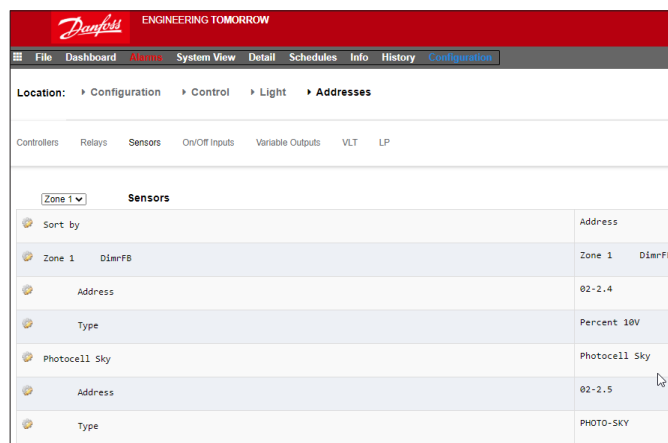 Danfoss ENGINEERING TOMORROW
File Dashboard Alarms System View Detail Schedules Info History Configuration
Location: Configuration Control Light Addresses
Controllers Relays Sensors On/Off Inputs Variable Outputs VLT LP
Zone 1 Sensors
Sort by Address
Zone 1 DimrFB Zone 1 DimrF
Address 02-2.4
Type Percent 10V
Photocell Sky Photocell Sky
Address 02-2.5
Type PHOTO-SKY